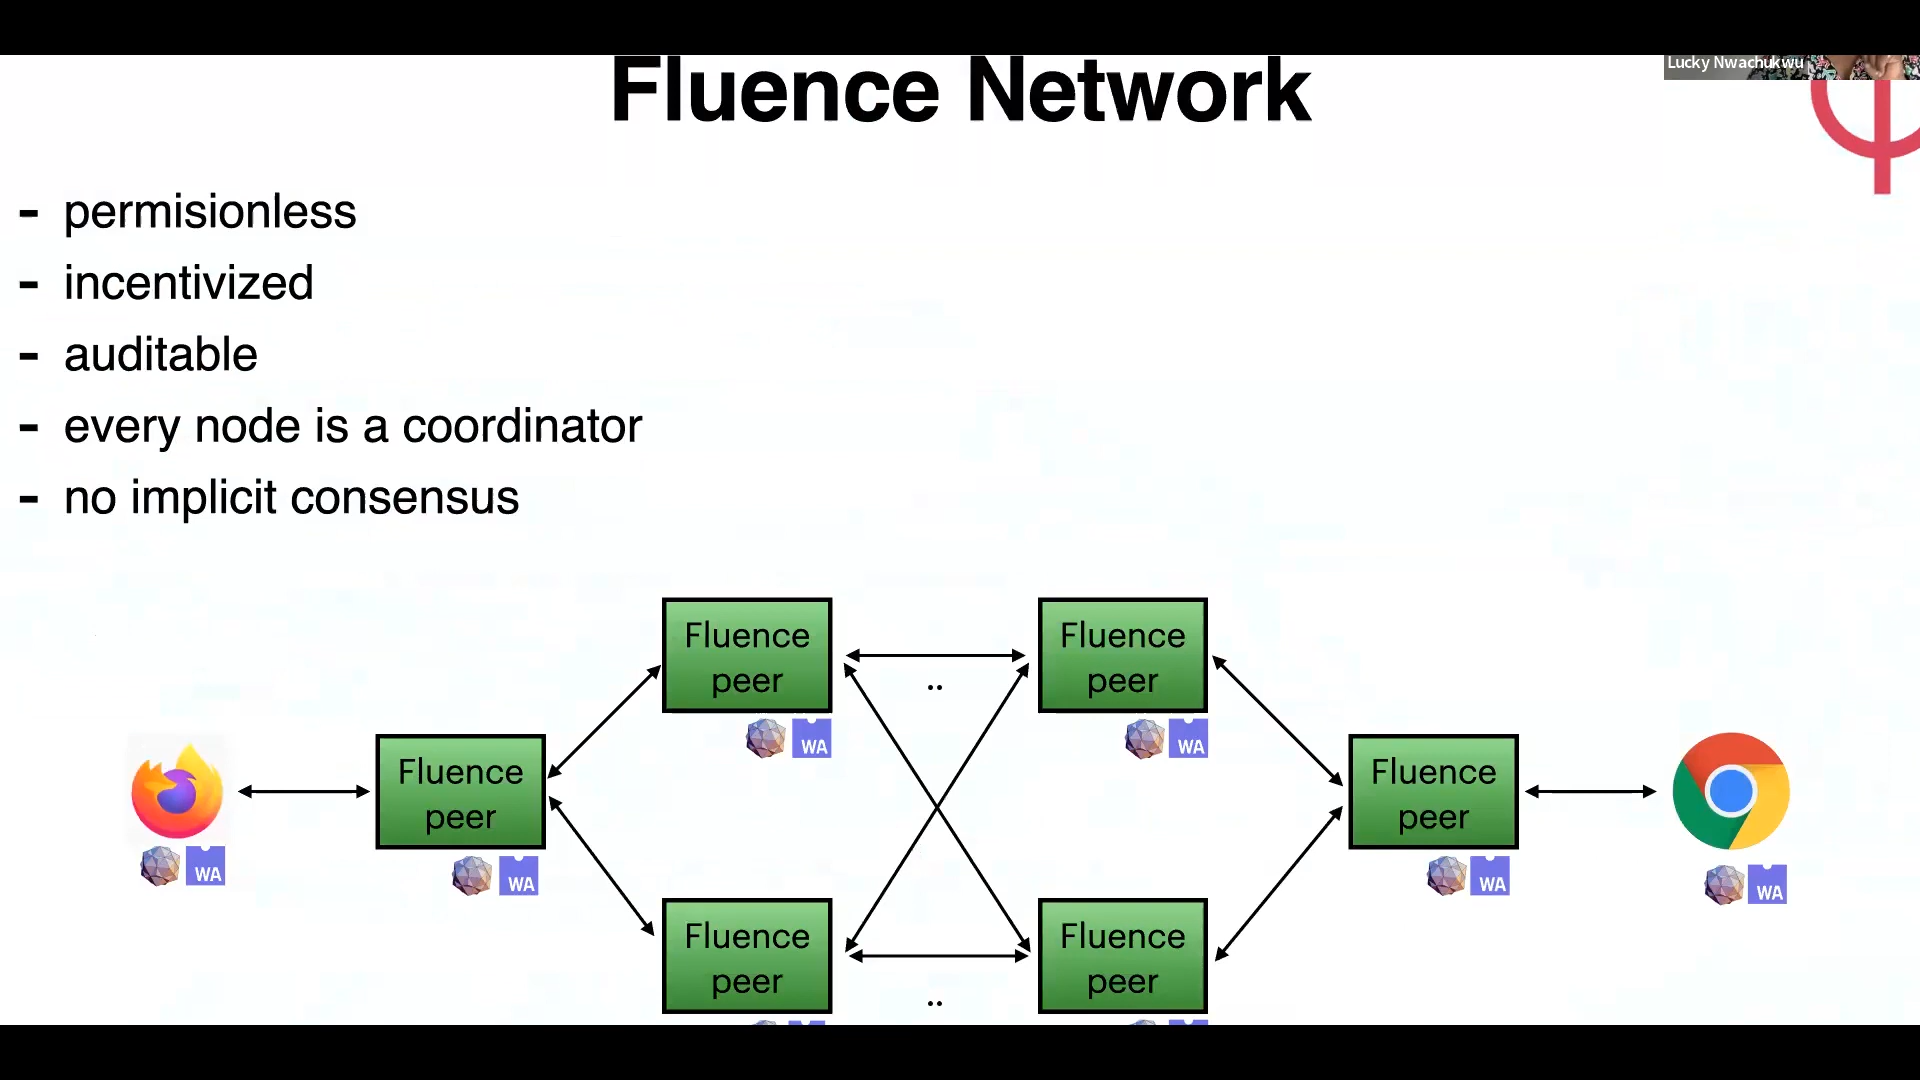 Lucky Nwachukwu
Fluence Network
- permisionless
- incentivized
- auditable
- every node is a coordinator
- no implicit consensus
Fluence
peer
Fluence
peer
..
WA
WA
Fluence
peer
Fluence
peer
WA
WA
WA
WA
Fluence
peer
Fluence
peer
..